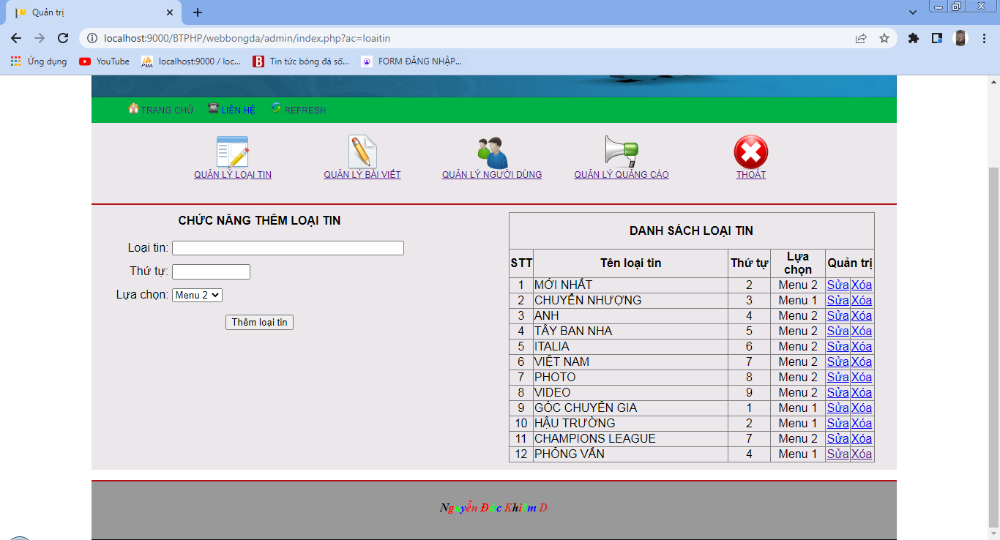 Quản trị
localhost:9000/BTPHP/webbongda/admin/index.php?ac=loaitin
Ứng dụng YouTube localhost:9000 / loc... Tin tức bóng đá số... FORM ĐĂNG NHẬP...
TRANG CHỦ LIÊN HỆ REFRESH
QUẢN LÝ LOẠI TIN QUẢN LÝ BÀI VIẾT QUẢN LÝ NGƯỜI DÙNG QUẢN LÝ QUẢNG CÁO THOÁT
CHỨC NĂNG THÊM LOẠI TIN
Loại tin:
Thứ tự:
Lựa chọn: Menu 2
Thêm loại tin
DANH SÁCH LOẠI TIN
STT Tên loại tin Thứ tự Lựa chọn Quản trị
1 MỚI NHẤT 2 Menu 2 Sửa Xóa
2 CHUYỂN NHƯỢNG 3 Menu 1 Sửa Xóa
3 ANH 4 Menu 2 Sửa Xóa
4 TÂY BAN NHA 5 Menu 2 Sửa Xóa
5 ITALIA 6 Menu 2 Sửa Xóa
6 VIỆT NAM 7 Menu 2 Sửa Xóa
7 PHOTO 8 Menu 2 Sửa Xóa
8 VIDEO 9 Menu 2 Sửa Xóa
9 GÓC CHUYÊN GIA 1 Menu 1 Sửa Xóa
10 HẬU TRƯỜNG 2 Menu 1 Sửa Xóa
11 CHAMPIONS LEAGUE 7 Menu 2 Sửa Xóa
12 PHỎNG VẤN 4 Menu 1 Sửa Xóa
Nguyễn Đức Khiêm D